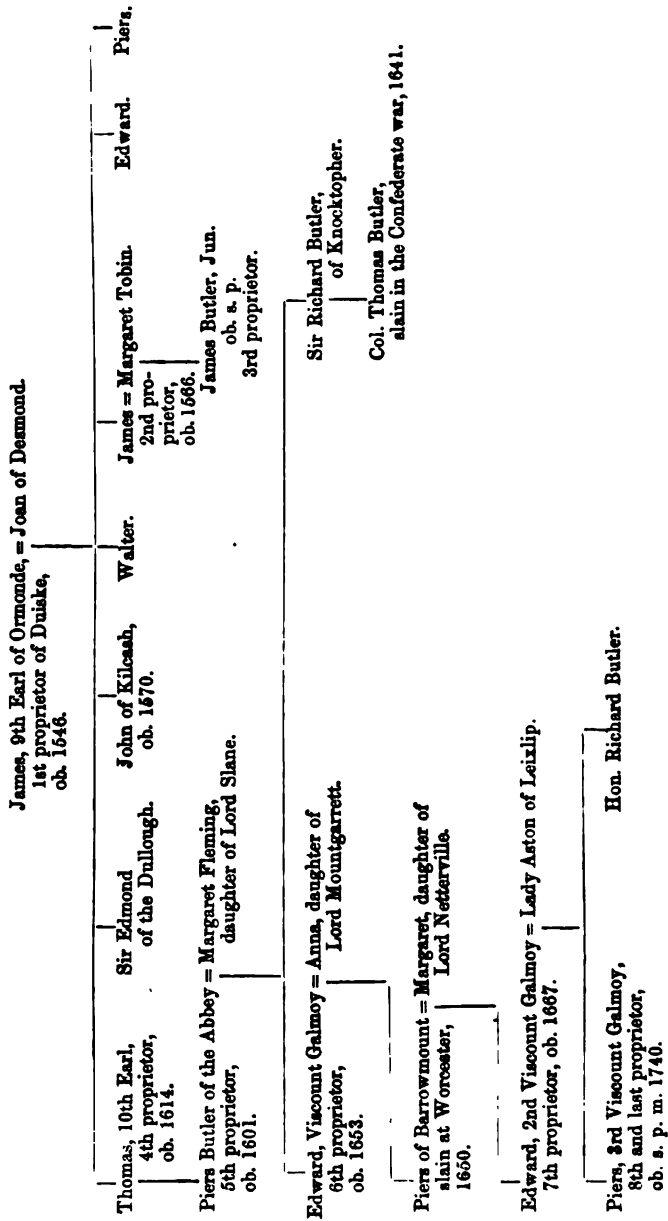 James, 9th Earl of Ormonde, = Joan of Desmond.
1st proprietor of Duiske,
ob. 1546.
Thomas, 10th Earl,
4th proprietor,
ob. 1614.
Sir Edmond
of the Dullough.
John of Kilcash,
ob. 1570.
Walter.
James = Margaret Tobin.
2nd pro-
prietor,
ob. 1566.
Edward.
Piers.
Piers Butler of the Abbey = Margaret Fleming,
5th proprietor,
ob. 1601.
daughter of Lord Slane.
James Butler, Jun.
ob. s. p.
3rd proprietor.
Edward, Viscount Galmoy = Anna, daughter of
6th proprietor,
ob. 1653.
Lord Mountgarrett.
Sir Richard Butler,
of Knocktopher.
Col. Thomas Butler,
slain in the Confederate war, 1641.
Piers of Barrowmount = Margaret, daughter of
slain at Worcester,
1650.
Lord Netterville.
Edward, 2nd Viscount Galmoy = Lady Aston of Leixlip.
7th proprietor, ob. 1667.
Piers, 3rd Viscount Galmoy,
8th and last proprietor,
ob. s. p. m. 1740.
Hon. Richard Butler.